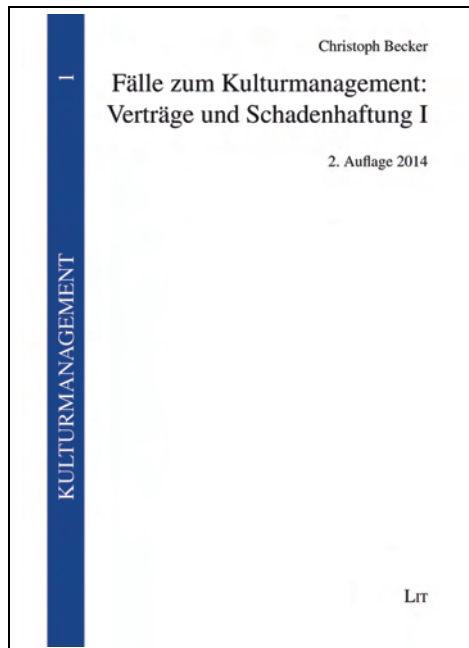 Christoph Becker
Fälle zum Kulturmanagement:
Verträge und Schadenhaftung I
2. Auflage 2014
1
KULTURMANAGEMENT
LIT